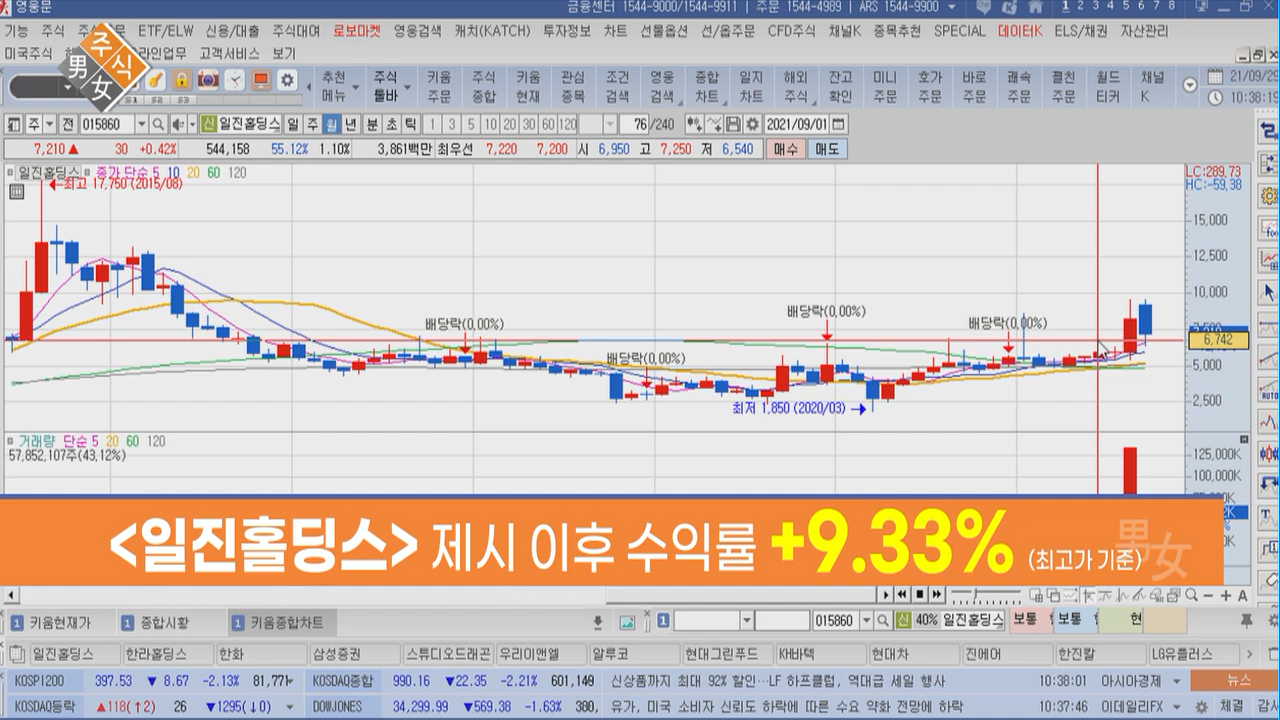 영웅문
금융센터 1544-9000/1544-9911 주문 1544-4989 ARS 1544-9900
1 2 3 4 5 6 7 8
기능 주식 ETF/ELW 신용/대출 주식대여 로보마켓 영웅검색 캐치(KATCH) 투자정보 차트 선물옵션 선/옵주문 CFD주식 채널K 종목추천 SPECIAL 데이터K ELS/채권 자산관리
미국주식 라인업무 고객서비스 보기
주식
男女
S1 S2 S3
추천 주식 키움 주식 키움 관심 조건 영웅 종합 일지 해외 잔고 미니 호가 바로 쾌속 펼친 월드 채널
메뉴 툴바 주문 종합 현재 종목 검색 검색 차트 차트 주식 확인 주문 주문 주문 주문 주문 티커 K
21/09/29
10:38:19
주 전 015860 신 일진홀딩스 일 주 월 년 분 초 틱 1 3 5 10 20 30 60 120 76 /240 2021/09/01
7,210 ▲ 30 +0.42% 544,158 55.12% 1.10% 3,861백만 최우선 7,220 7,200 시 6,950 고 7,250 저 6,540 매수 매도
일진홀딩스 종가 단순 5 10 20 60 120
최고 17,750 (2015/08)
LC:289.73
HC:-59.38
15,000
12,500
10,000
배당락(0.00%)
배당락(0.00%)
배당락(0.00%)
배당락(0.00%)
6,742
5,000
2,500
최저 1,850 (2020/03)
거래량 단순 5 20 60 120
57,852,107주(43.12%)
125,000K
100,000K
<일진홀딩스> 제시 이후 수익률 +9.33% (최고가 기준)
男女
1 키움현재가 1 종합시황 1 키움종합차트
1 015860 신 40% 일진홀딩스 보통 보통 현
일진홀딩스 한라홀딩스 한화 삼성증권 스튜디오드래곤 우리이앤엘 알루코 현대그린푸드 KH바텍 현대차 진에어 한진칼 LG유플러스
KOSPI200 397.53 ▼ 8.67 -2.13% KOSDAQ종합 990.16 ▼22.35 -2.21% 601,148 신상품까지 최대 92% 할인…LF 하프클럽, 역대급 세일 행사 10:38:01 아시아경제 뉴스
KOSDAQ등락 ▲118(↑2) 26 ▼1295(↓0) DOWJONES 34,299.99 ▼569.38 -1.63% 유가, 미국 소비자 신뢰도 하락에 따른 수요 약화 전망에 하락 10:37:46 이데일리FX 체결 감시